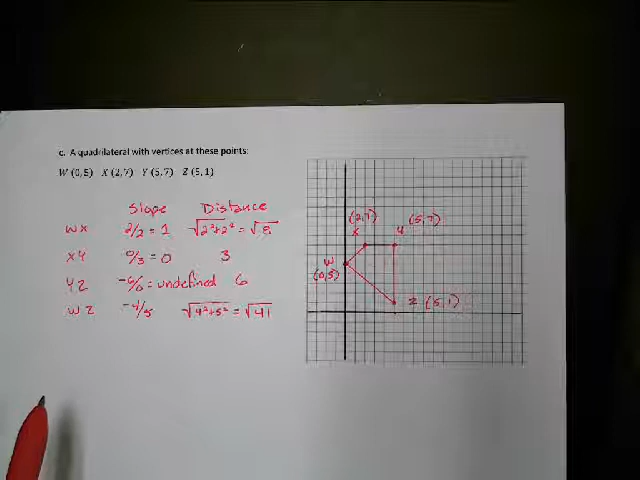 c. A quadrilateral with vertices at these points:
W (0,5) X (2,7) Y (5,7) Z (5,1)
Slope Distance
WX 2/2 = 1 √2²+2² = √8
XY 0/3 = 0 3
YZ -6/0 = undefined 6
WZ -4/5 √4²+5² = √41
(2,7) (5,7)
X Y
W
(0,5)
Z (5,1)